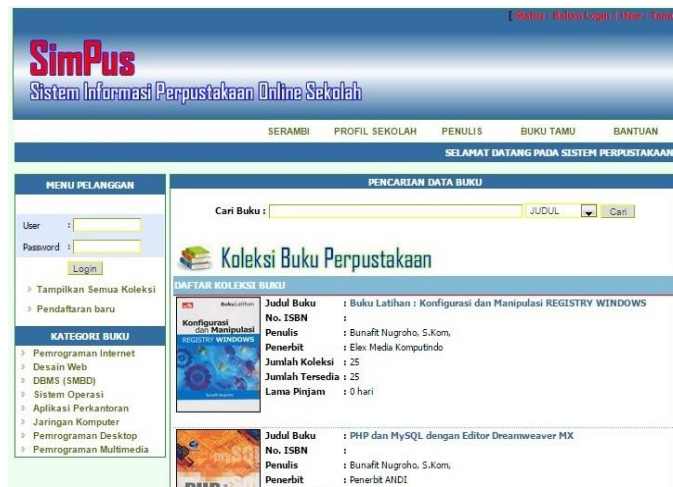 [ Status : Belum Login | User : Tamu
SimPus
Sistem Informasi Perpustakaan Online Sekolah
SERAMBI PROFIL SEKOLAH PENULIS BUKU TAMU BANTUAN
SELAMAT DATANG PADA SISTEM PERPUSTAKAAN
MENU PELANGGAN
User :
Password :
Login
» Tampilkan Semua Koleksi
» Pendaftaran baru
KATEGORI BUKU
» Pemrograman Internet
» Desain Web
» DBMS (SMBD)
» Sistem Operasi
» Aplikasi Perkantoran
» Jaringan Komputer
» Pemrograman Desktop
» Pemrograman Multimedia
PENCARIAN DATA BUKU
Cari Buku : JUDUL Cari
Koleksi Buku Perpustakaan
DAFTAR KOLEKSI BUKU
Buku Latihan
Konfigurasi
dan Manipulasi
REGISTRY WINDOWS
Bunafit Nugroho
Judul Buku : Buku Latihan : Konfigurasi dan Manipulasi REGISTRY WINDOWS
No. ISBN :
Penulis : Bunafit Nugroho, S.Kom,
Penerbit : Elex Media Komputindo
Jumlah Koleksi : 25
Jumlah Tersedia : 25
Lama Pinjam : 0 hari
Judul Buku : PHP dan MySQL dengan Editor Dreamweaver MX
No. ISBN :
Penulis : Bunafit Nugroho, S.Kom,
Penerbit : Penerbit ANDI